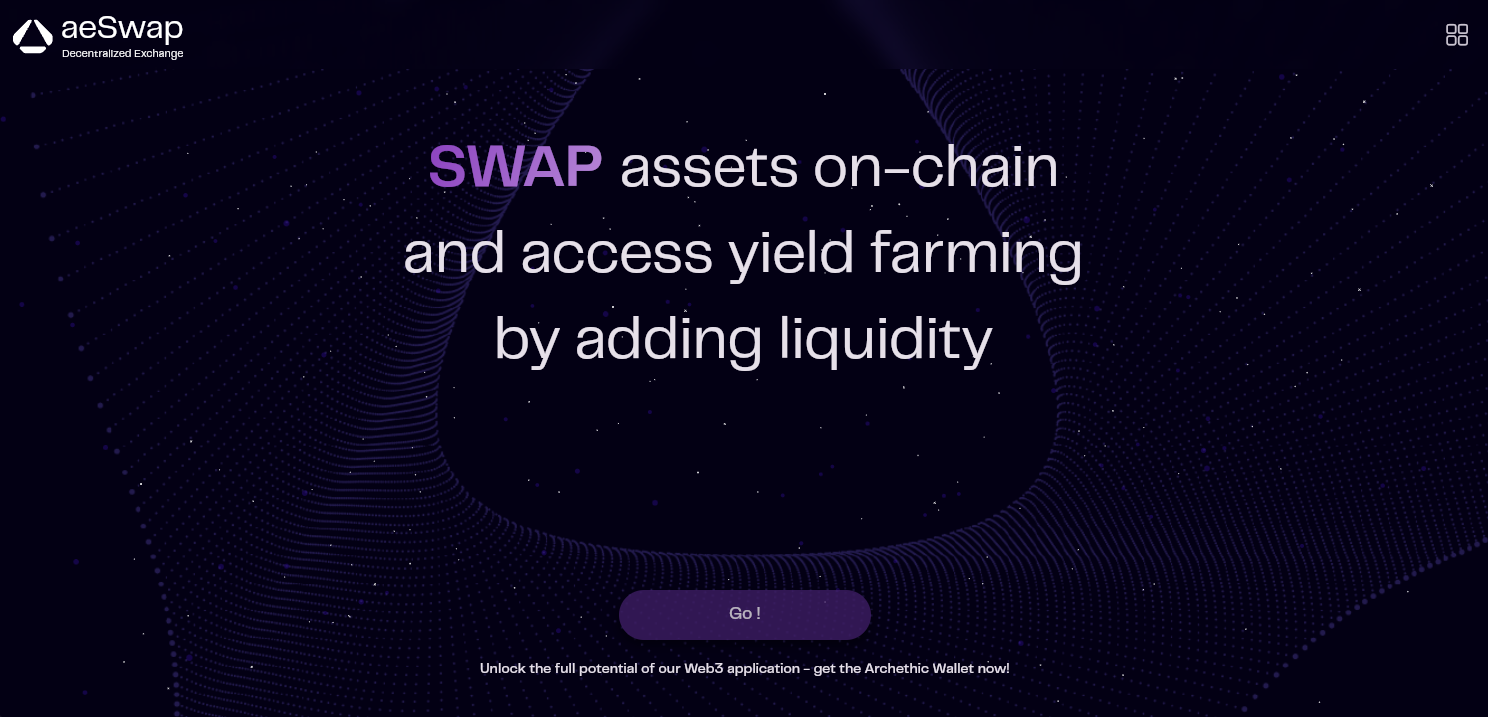 aeSwap
Decentralized Exchange
SWAP assets on-chain
and access yield farming
by adding liquidity
Go !
Unlock the full potential of our Web3 application - get the Archethic Wallet now!